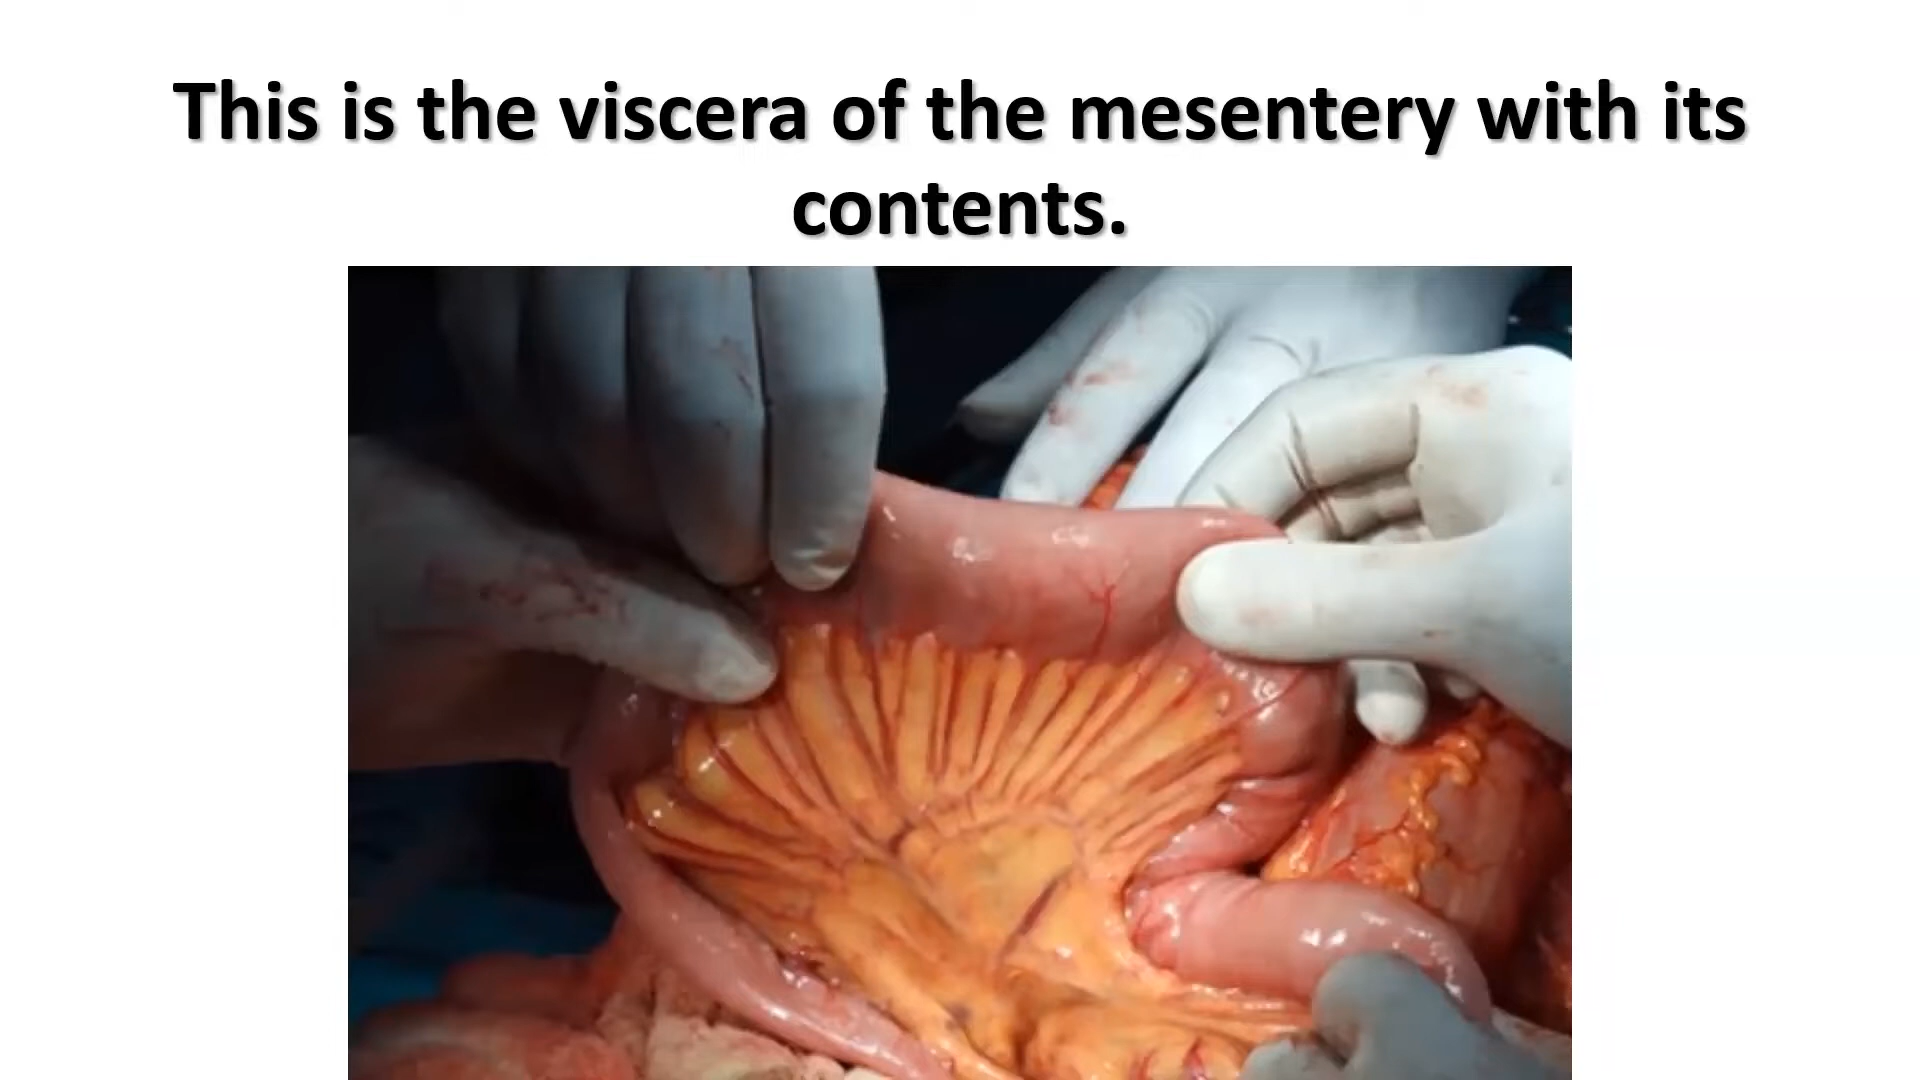 This is the viscera of the mesentery with its
contents.